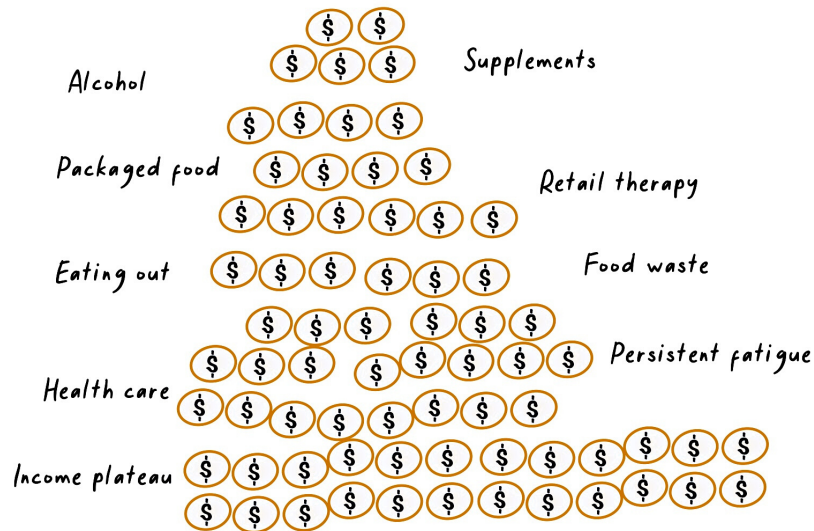 $ $
$ $ $
Supplements
Alcohol
$ $ $ $
Packaged food
$ $ $ $
Retail therapy
$ $ $ $ $ $
Eating out
$ $ $ $ $ $
Food waste
$ $ $ $ $ $
$ $ $ $ $ $ $ $
Persistent fatigue
Health care
$ $ $ $ $ $ $ $
Income plateau
$ $ $ $ $ $ $ $ $ $ $ $
$ $ $ $ $ $ $ $ $ $ $ $